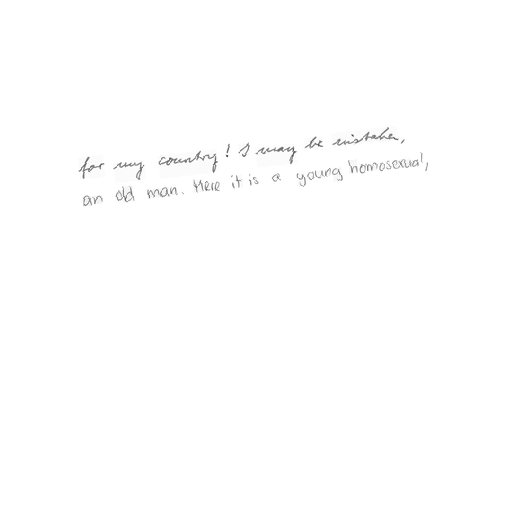 for my country! I may be mistaken,
an old man. Here it is a young homosexual,